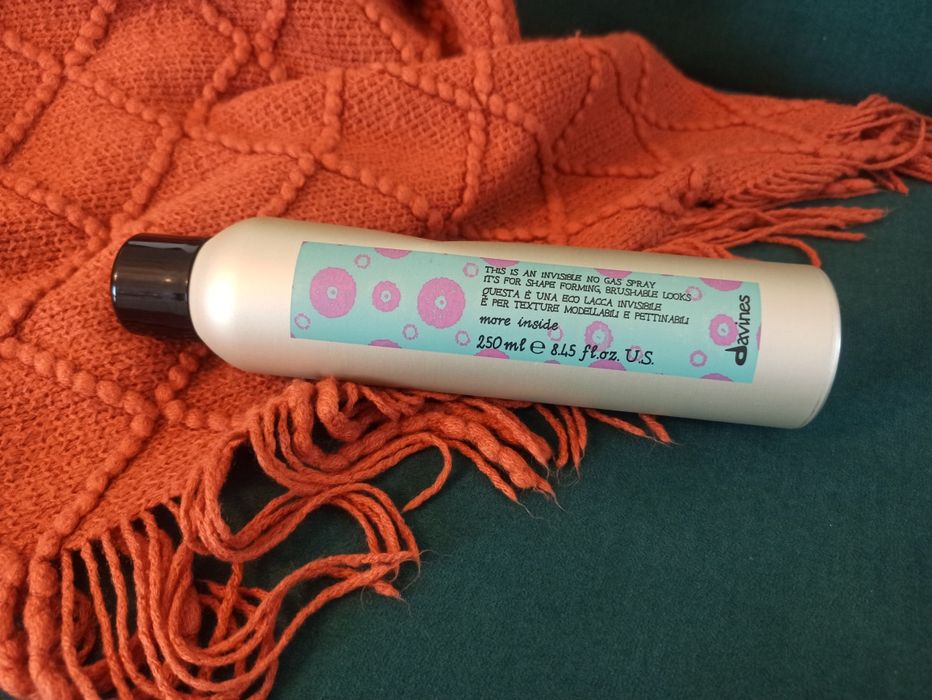 THIS IS AN INVISIBLE NO GAS SPRAY
IT'S FOR SHAPE FORMING, BRUSHABLE LOOKS
QUESTA È UNA ECO LACCA INVISIBILE
È PER TEXTURE MODELLABILI E PETTINABILI
more inside
250 ml ℮ 8.45 fl.oz. U.S.
davines